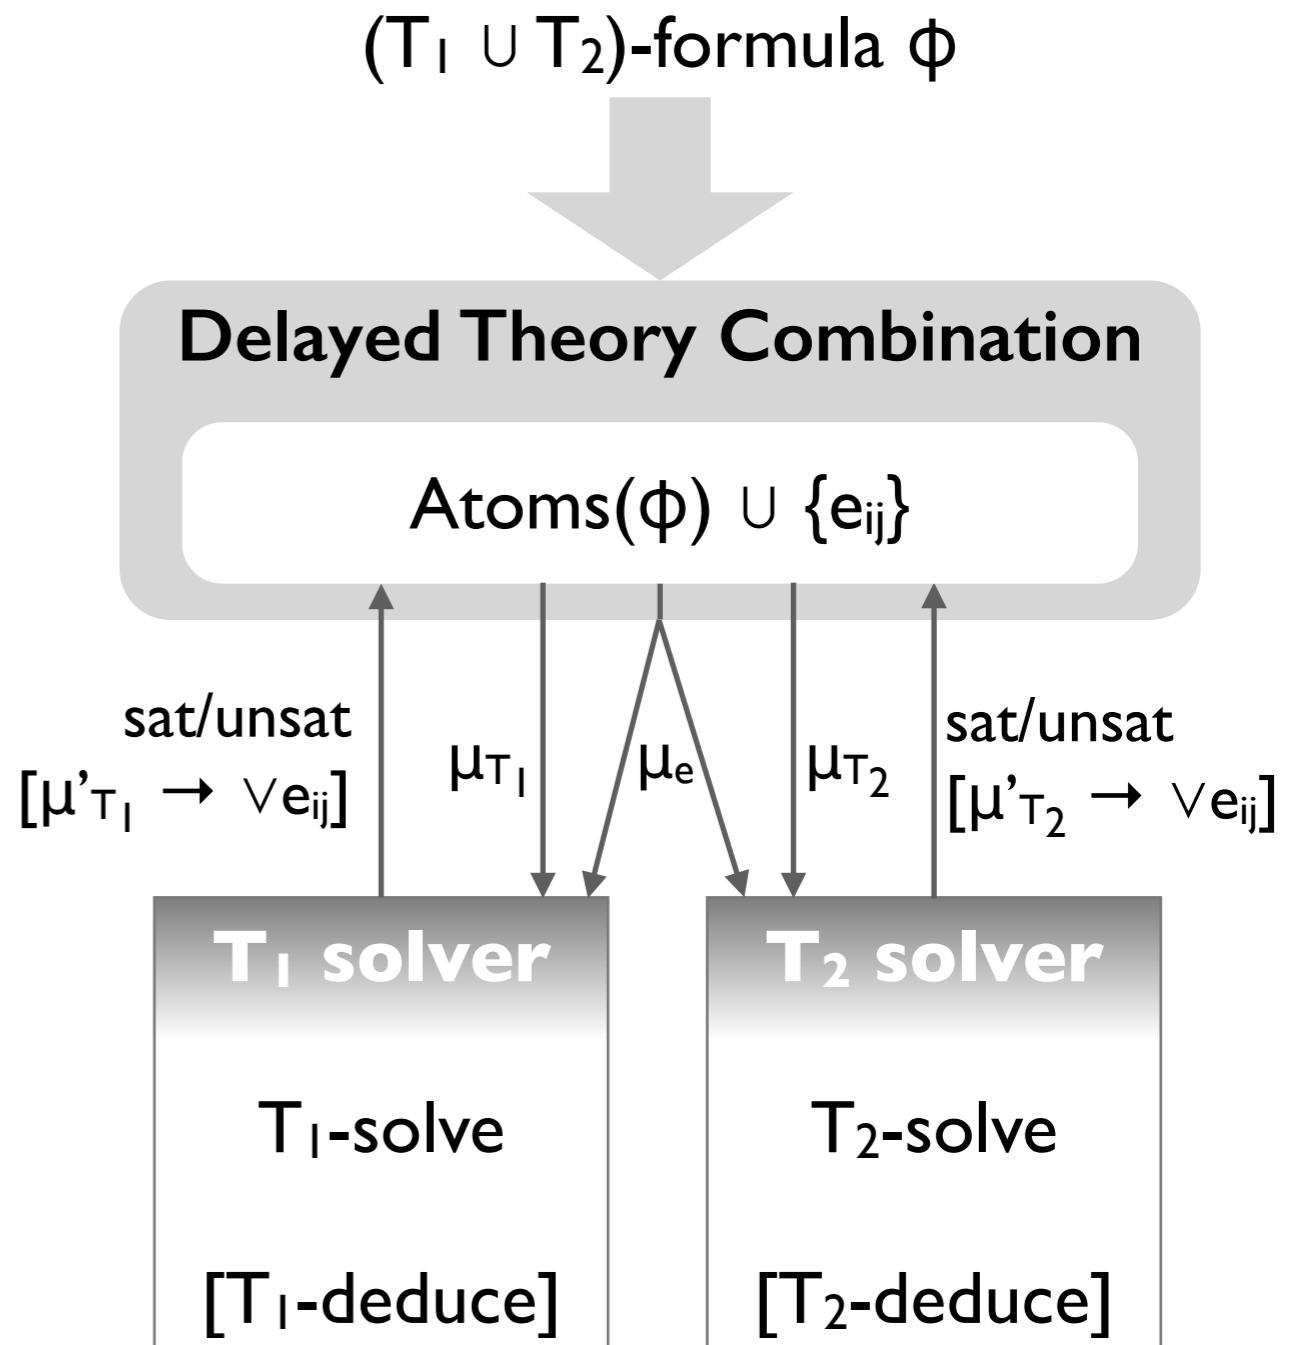 (T₁ ∪ T₂)-formula ϕ
Delayed Theory Combination
Atoms(ϕ) ∪ {eᵢⱼ}
sat/unsat
[μ'T₁ → ∨eᵢⱼ]
μT₁
μₑ
μT₂
sat/unsat
[μ'T₂ → ∨eᵢⱼ]
T₁ solver
T₁-solve
[T₁-deduce]
T₂ solver
T₂-solve
[T₂-deduce]